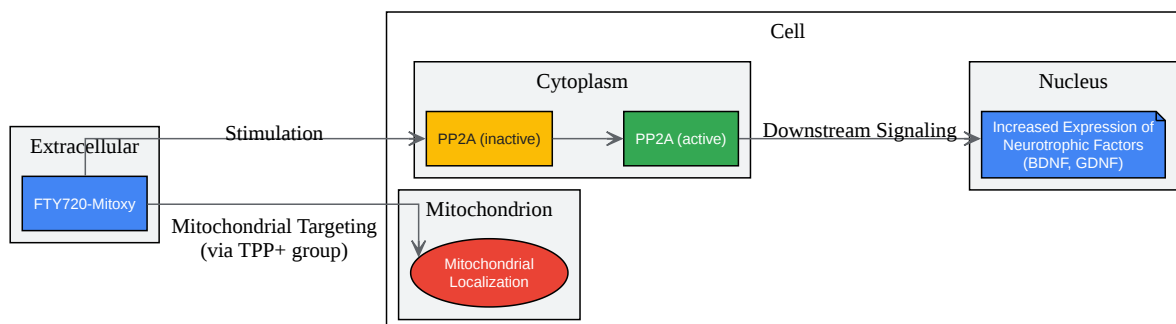 Cell
Cytoplasm
Nucleus
PP2A (inactive)
PP2A (active)
Increased Expression of
Neurotrophic Factors
(BDNF, GDNF)
Stimulation
Downstream Signaling
Extracellular
FTY720-Mitoxy
Mitochondrial Targeting
(via TPP+ group)
Mitochondrion
Mitochondrial
Localization